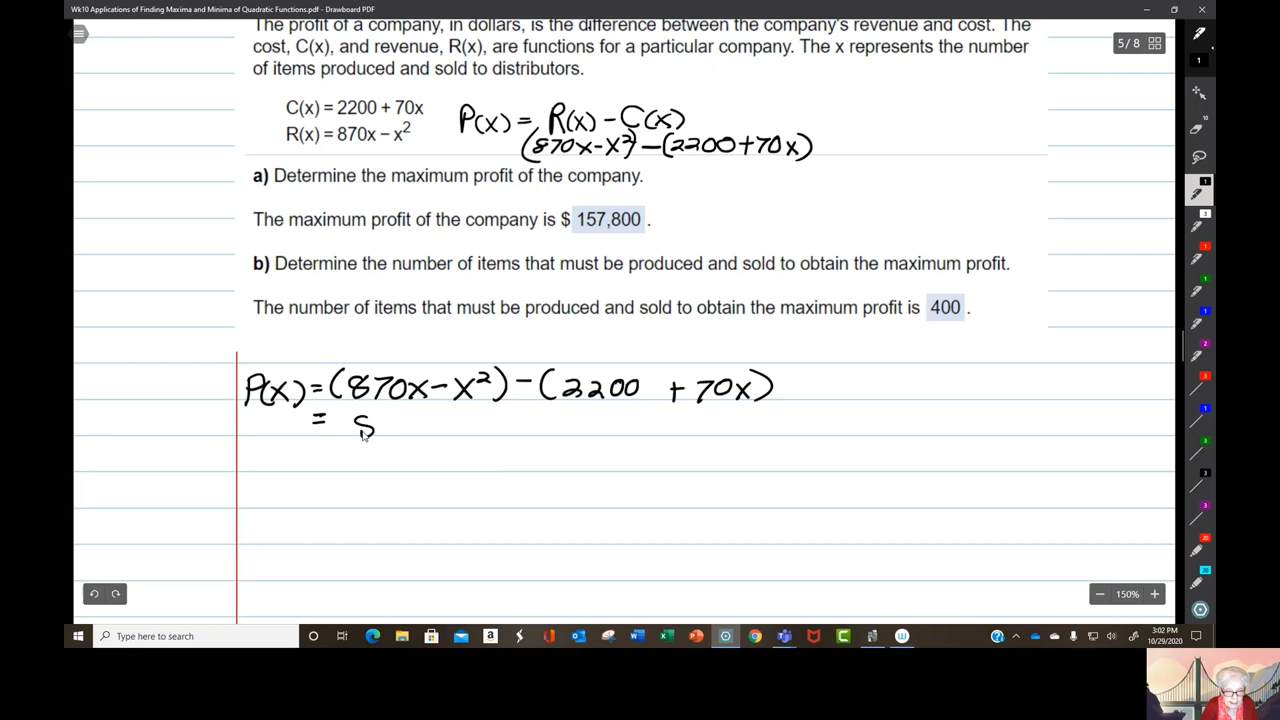 Wk10 Applications of Finding Maxima and Minima of Quadratic Functions.pdf - Drawboard PDF
The profit of a company, in dollars, is the difference between the company's revenue and cost. The
cost, C(x), and revenue, R(x), are functions for a particular company. The x represents the number
of items produced and sold to distributors.
5/8
C(x) = 2200 + 70x
P(x) = R(x) - C(x)
R(x) = 870x – x²
(870x-x²) - (2200+70x)
a) Determine the maximum profit of the company.
The maximum profit of the company is $ 157,800 .
b) Determine the number of items that must be produced and sold to obtain the maximum profit.
The number of items that must be produced and sold to obtain the maximum profit is 400 .
P(x) = (870x - x²) - (2200 + 70x)
=
150%
Type here to search
3:02 PM
10/29/2020